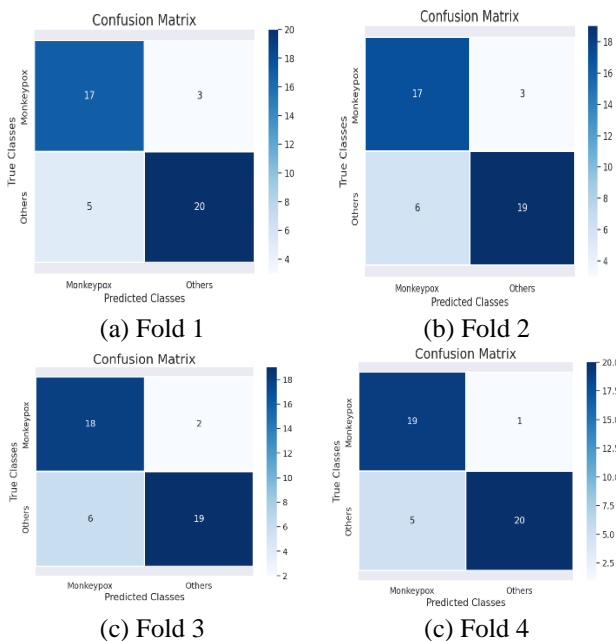 Confusion Matrix
True Classes
Monkeypox
Others
17
3
5
20
20
18
16
14
12
10
8
6
4
Monkeypox
Others
Predicted Classes
(a) Fold 1
Confusion Matrix
True Classes
Monkeypox
Others
17
3
6
19
18
16
14
12
10
8
6
4
Monkeypox
Others
Predicted Classes
(b) Fold 2
Confusion Matrix
True Classes
Monkeypox
Others
18
2
6
19
18
16
14
12
10
8
6
4
2
Monkeypox
Others
Predicted Classes
(c) Fold 3
Confusion Matrix
True Classes
Monkeypox
Others
19
1
5
20
20.0
17.5
15.0
12.5
10.0
7.5
5.0
2.5
Monkeypox
Others
Predicted Classes
(c) Fold 4